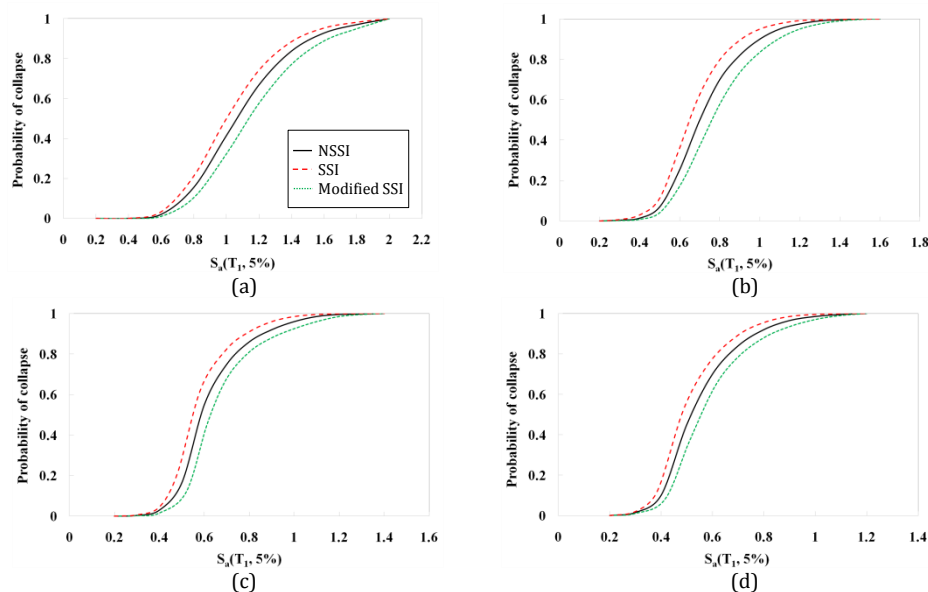 1
0.8
0.6
0.4
0.2
0
Probability of collapse
NSSI
SSI
Modified SSI
0 0.2 0.4 0.6 0.8 1 1.2 1.4 1.6 1.8 2 2.2
Sa(T1, 5%)
(a)
1
0.8
0.6
0.4
0.2
0
Probability of collapse
0 0.2 0.4 0.6 0.8 1 1.2 1.4 1.6 1.8
Sa(T1, 5%)
(b)
1
0.8
0.6
0.4
0.2
0
Probability of collapse
0 0.2 0.4 0.6 0.8 1 1.2 1.4 1.6
Sa(T1, 5%)
(c)
1
0.8
0.6
0.4
0.2
0
Probability of collapse
0 0.2 0.4 0.6 0.8 1 1.2 1.4
Sa(T1, 5%)
(d)